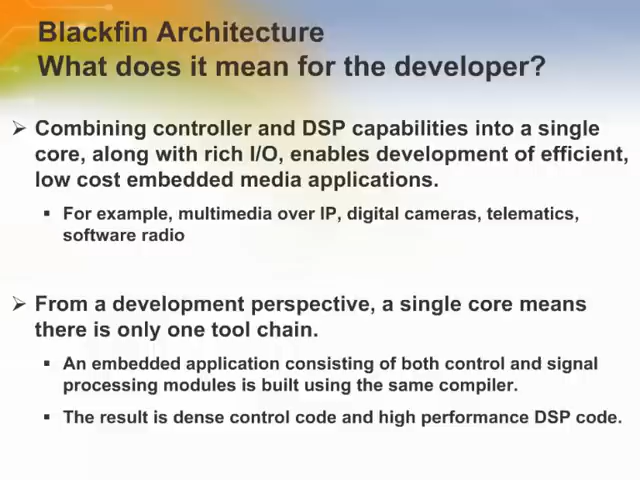 Blackfin Architecture
What does it mean for the developer?
➢ Combining controller and DSP capabilities into a single
core, along with rich I/O, enables development of efficient,
low cost embedded media applications.
▪ For example, multimedia over IP, digital cameras, telematics,
software radio
➢ From a development perspective, a single core means
there is only one tool chain.
▪ An embedded application consisting of both control and signal
processing modules is built using the same compiler.
▪ The result is dense control code and high performance DSP code.